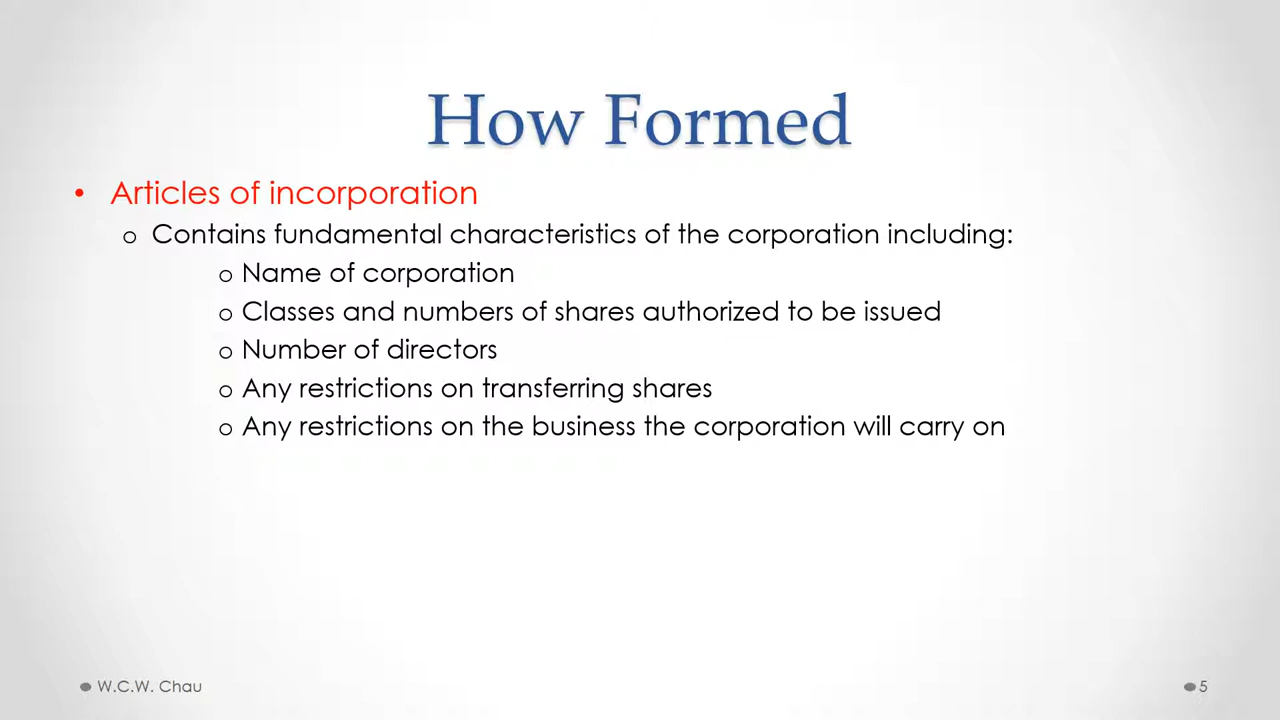 How Formed
• Articles of incorporation
o Contains fundamental characteristics of the corporation including:
o Name of corporation
o Classes and numbers of shares authorized to be issued
o Number of directors
o Any restrictions on transferring shares
o Any restrictions on the business the corporation will carry on
● W.C.W. Chau
● 5